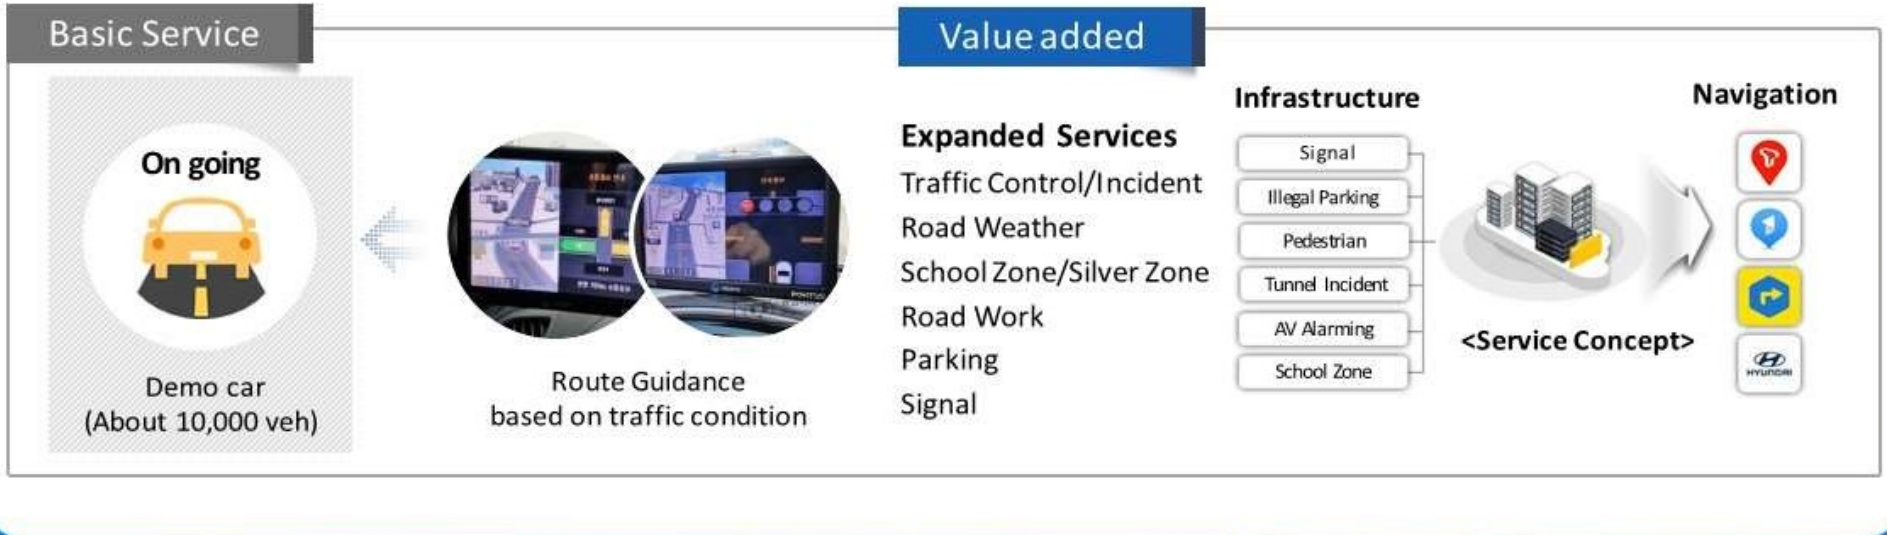 Basic Service
Value added
On going
Demo car
(About 10,000 veh)
Route Guidance
based on traffic condition
Expanded Services
Traffic Control/Incident
Road Weather
School Zone/Silver Zone
Road Work
Parking
Signal
Infrastructure
Signal
Illegal Parking
Pedestrian
Tunnel Incident
AV Alarming
School Zone
<Service Concept>
Navigation
HYUNDAI